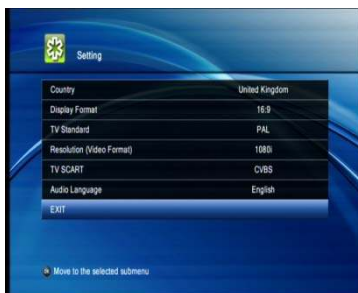 Setting
Country United Kingdom
Display Format 16:9
TV Standard PAL
Resolution (Video Format) 1080i
TV SCART CVBS
Audio Language English
EXIT
Move to the selected submenu